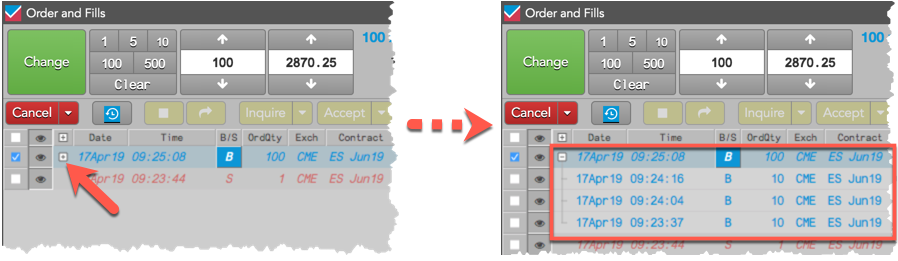 Order and Fills
Change
1 5 10
100 500
Clear
100
2870.25
100
Cancel
Inquire
Accept
Date Time B/S OrdQty Exch Contract
17Apr19 09:25:08 B 100 CME ES Jun19
Apr19 09:23:44 S 1 CME ES Jun19
Order and Fills
Change
1 5 10
100 500
Clear
100
2870.25
100
Cancel
Inquire
Accept
Date Time B/S OrdQty Exch Contract
17Apr19 09:25:08 B 100 CME ES Jun19
17Apr19 09:24:16 B 10 CME ES Jun19
17Apr19 09:24:04 B 10 CME ES Jun19
17Apr19 09:23:37 B 10 CME ES Jun19
17Apr19 09:23:44 S 1 CME ES Jun19